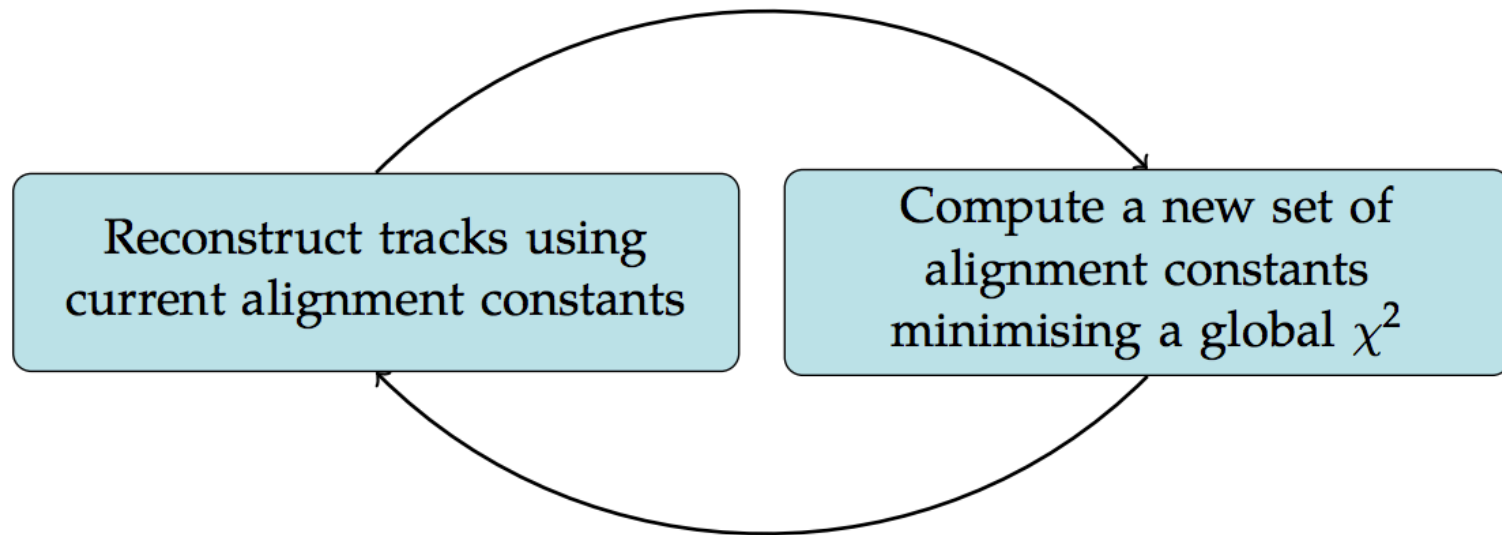 Reconstruct tracks using
current alignment constants
Compute a new set of
alignment constants
minimising a global χ²